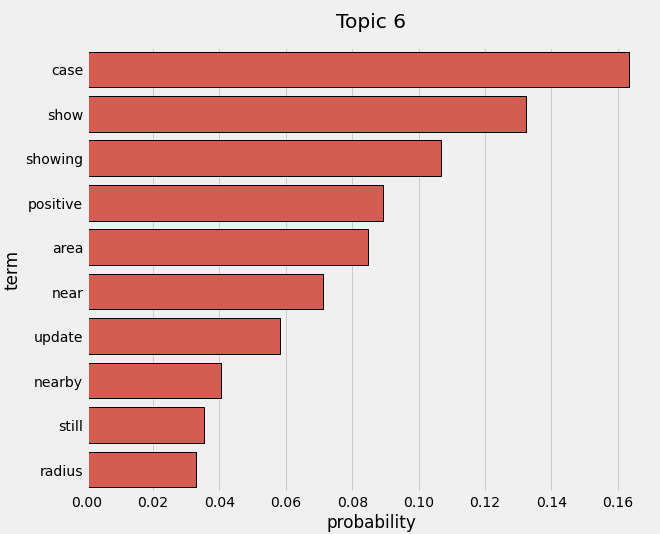 Topic 6
term
case
show
showing
positive
area
near
update
nearby
still
radius
0.00 0.02 0.04 0.06 0.08 0.10 0.12 0.14 0.16
probability